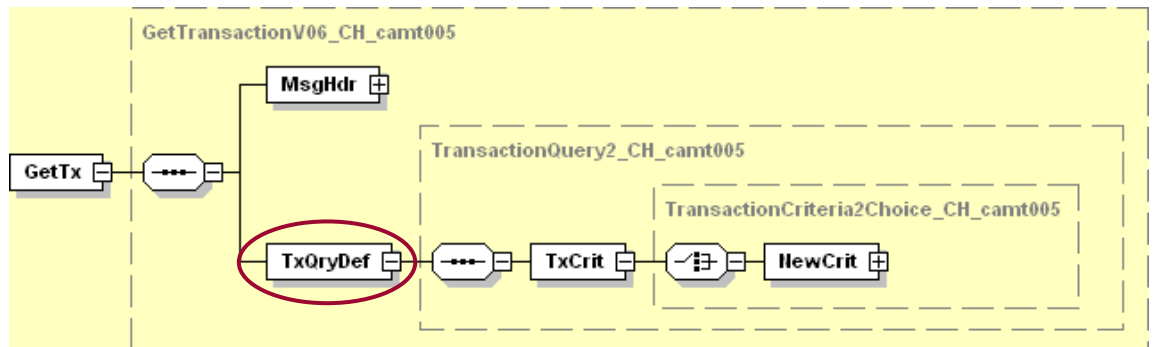 GetTransactionV06_CH_camt005
MsgHdr
TransactionQuery2_CH_camt005
GetTx
TransactionCriteria2Choice_CH_camt005
TxQryDef
TxCrit
NewCrit